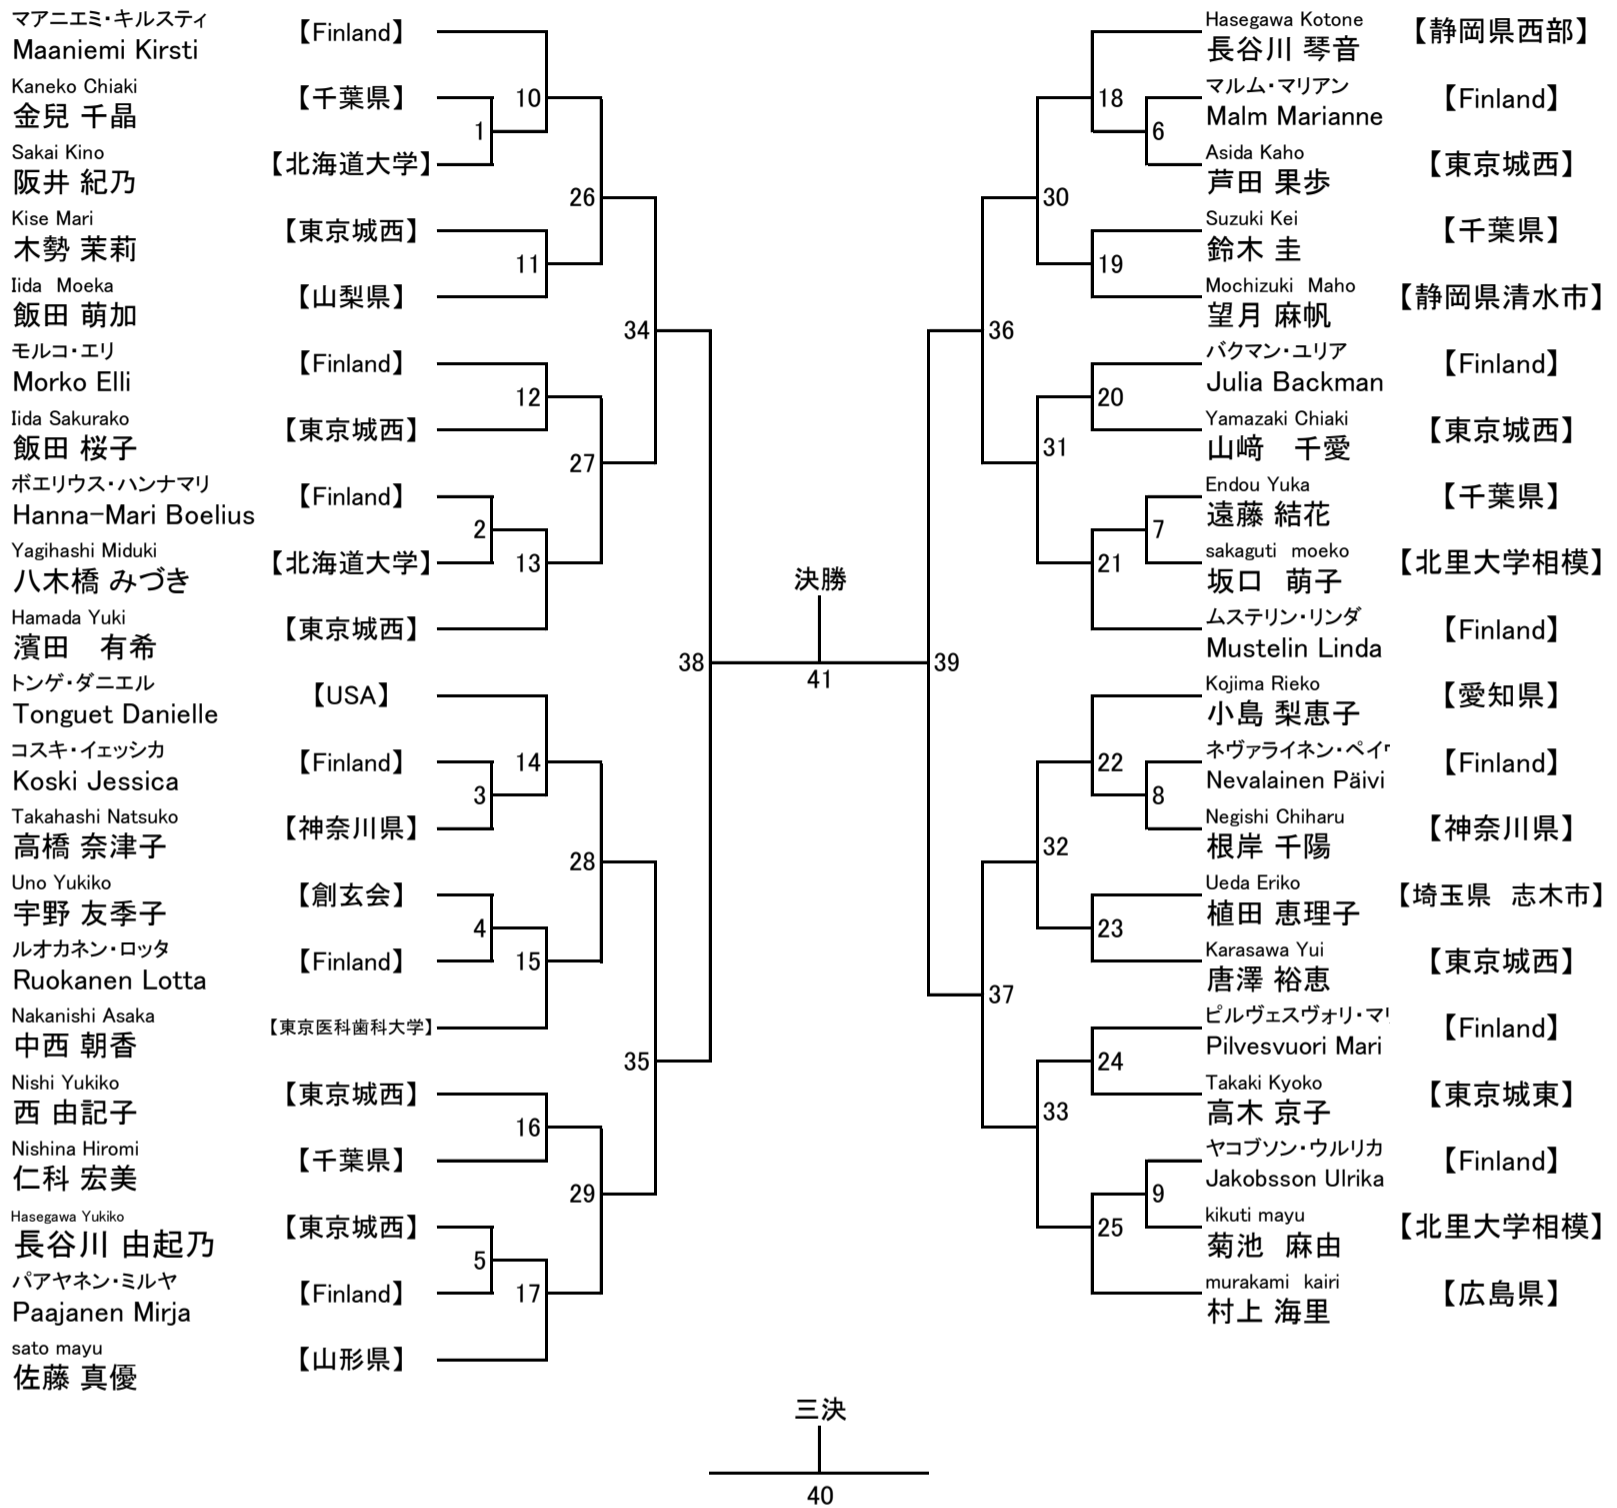 マアニエミ・キルスティ
Maaniemi Kirsti 【Finland】
Kaneko Chiaki
金兒 千晶 【千葉県】
Sakai Kino
阪井 紀乃 【北海道大学】
Kise Mari
木勢 茉莉 【東京城西】
Iida　Moeka
飯田 萌加 【山梨県】
モルコ・エリ
Morko Elli 【Finland】
Iida Sakurako
飯田 桜子 【東京城西】
ボエリウス・ハンナマリ
Hanna-Mari Boelius 【Finland】
Yagihashi Miduki
八木橋 みづき 【北海道大学】
Hamada Yuki
濱田　有希 【東京城西】
トンゲ・ダニエル
Tonguet Danielle 【USA】
コスキ・イェッシカ
Koski Jessica 【Finland】
Takahashi Natsuko
高橋 奈津子 【神奈川県】
Uno Yukiko
宇野 友季子 【創玄会】
ルオカネン・ロッタ
Ruokanen Lotta 【Finland】
Nakanishi Asaka
中西 朝香 【東京医科歯科大学】
Nishi Yukiko
西 由記子 【東京城西】
Nishina Hiromi
仁科 宏美 【千葉県】
Hasegawa Yukiko
長谷川 由起乃 【東京城西】
パアヤネン・ミルヤ
Paajanen Mirja 【Finland】
sato mayu
佐藤 真優 【山形県】
1
2
3
4
5
10
11
12
13
14
15
16
17
26
27
28
29
34
35
38
決勝
41
三決
40
39
36
37
30
31
32
33
18
19
20
21
22
23
24
25
6
7
8
9
Hasegawa Kotone
長谷川 琴音 【静岡県西部】
マルム・マリアン
Malm Marianne 【Finland】
Asida Kaho
芦田 果歩 【東京城西】
Suzuki Kei
鈴木 圭 【千葉県】
Mochizuki　Maho
望月 麻帆 【静岡県清水市】
バクマン・ユリア
Julia Backman 【Finland】
Yamazaki Chiaki
山﨑　千愛 【東京城西】
Endou Yuka
遠藤 結花 【千葉県】
sakaguti　moeko
坂口　萌子 【北里大学相模】
ムステリン・リンダ
Mustelin Linda 【Finland】
Kojima Rieko
小島 梨恵子 【愛知県】
ネヴァライネン・ペイ
Nevalainen Päivi 【Finland】
Negishi Chiharu
根岸 千陽 【神奈川県】
Ueda Eriko
植田 恵理子 【埼玉県　志木市】
Karasawa Yui
唐澤 裕恵 【東京城西】
ピルヴェスヴォリ・マ
Pilvesvuori Mari 【Finland】
Takaki Kyoko
高木 京子 【東京城東】
ヤコブソン・ウルリカ
Jakobsson Ulrika 【Finland】
kikuti mayu
菊池　麻由 【北里大学相模】
murakami　kairi
村上 海里 【広島県】